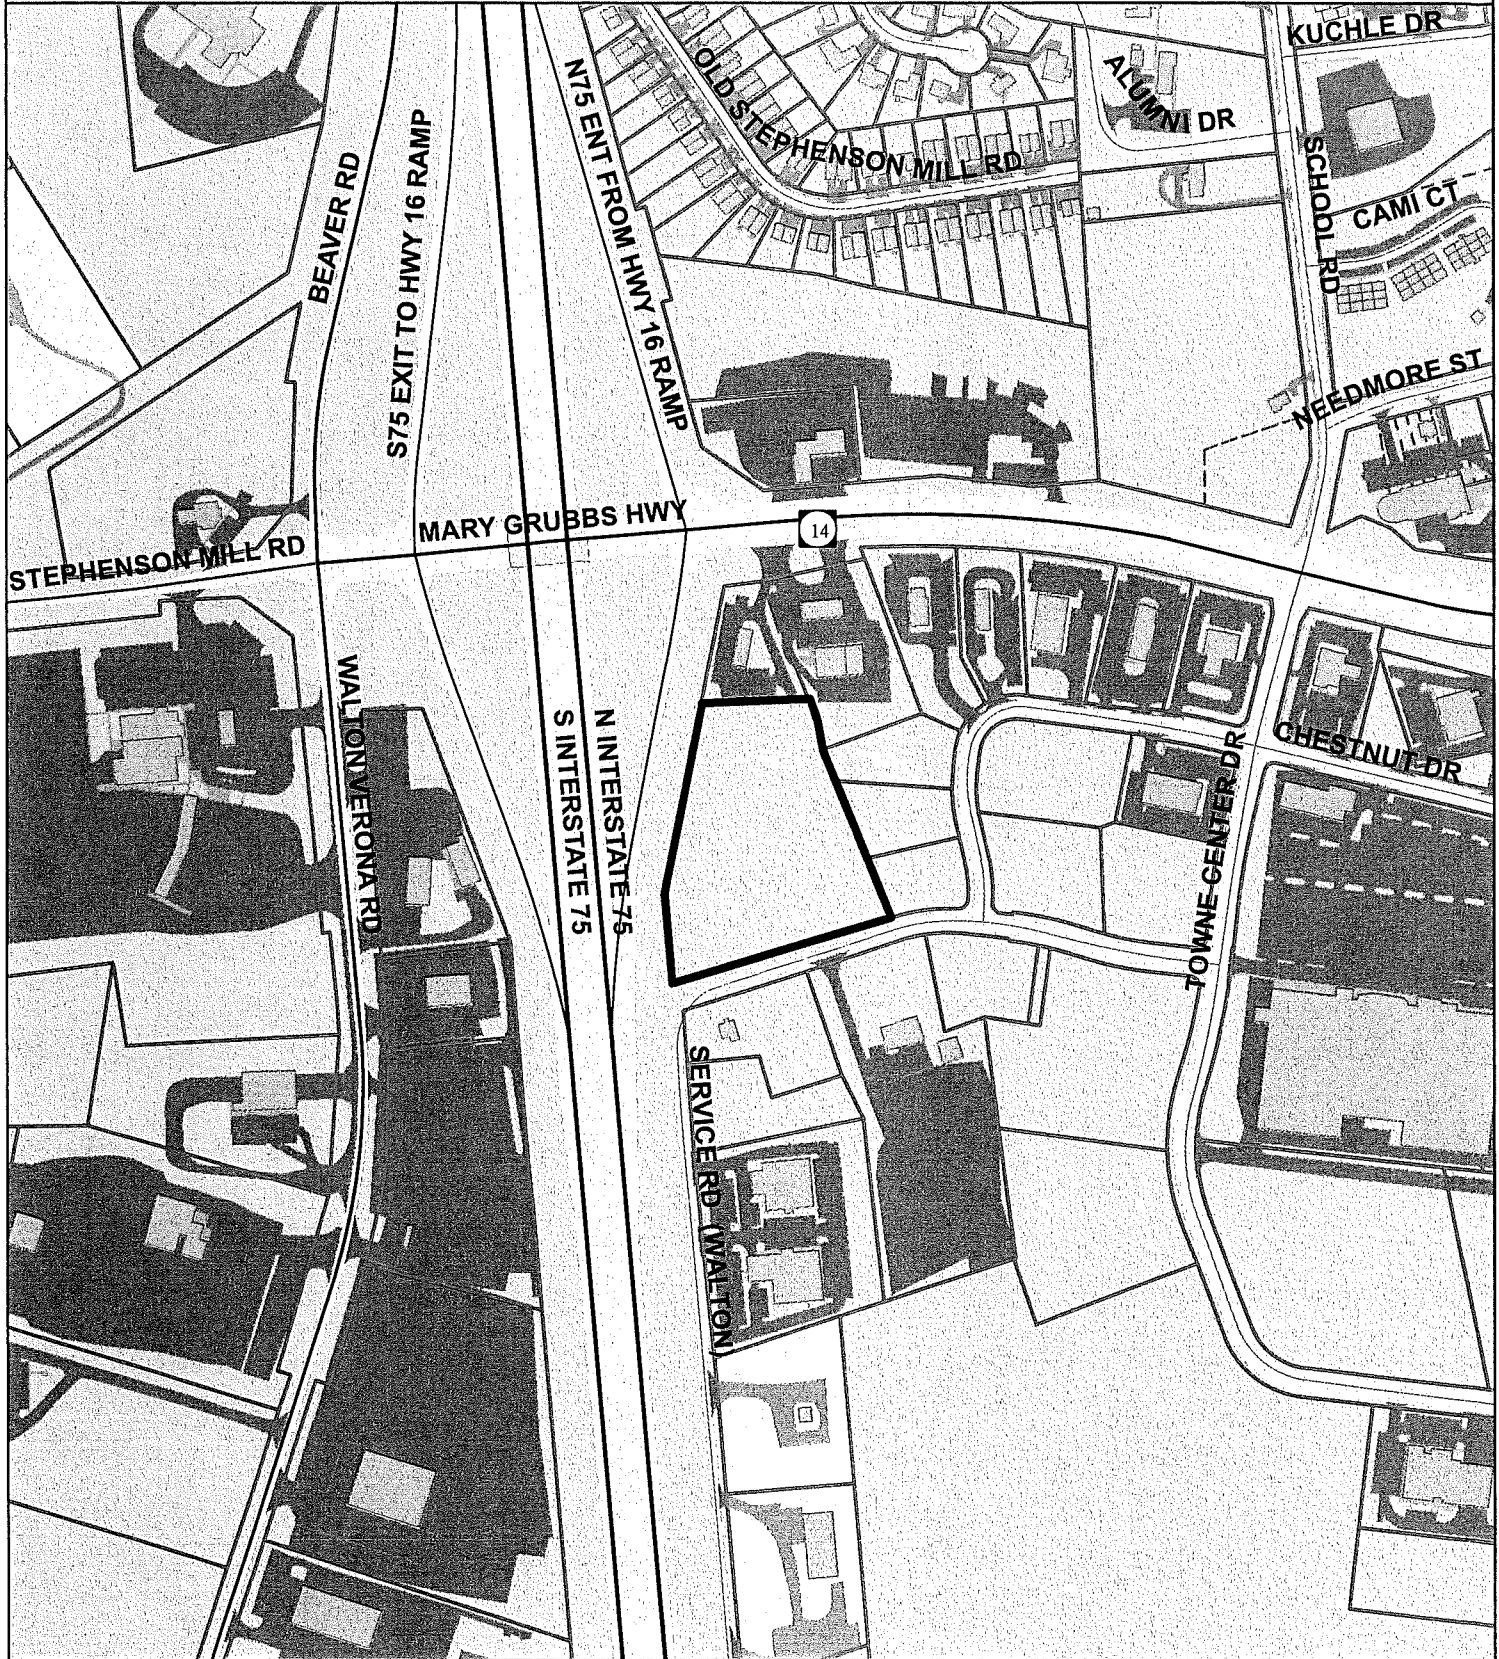 KUCHLE DR
OLD STEPHENSON MILL RD
ALUMNI DR
N75 ENT FROM HWY 16 RAMP
S75 EXIT TO HWY 16 RAMP
BEAVER RD
SCHOOL RD
CAMI CT
NEEDMORE ST
MARY GRUBBS HWY
14
STEPHENSON MILL RD
WALTON VERONA RD
S INTERSTATE 75
N INTERSTATE 75
CHESTNUT DR
TOWNE CENTER DR
SERVICE RD (WALTON)